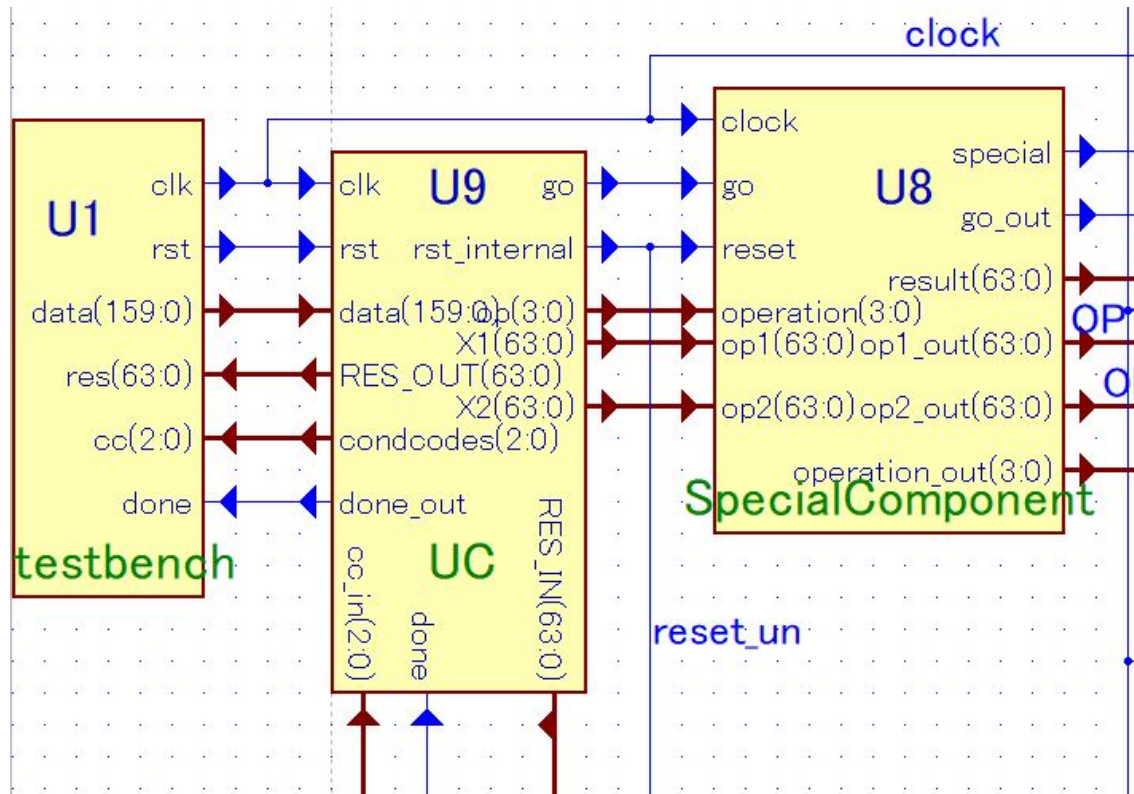 clock
U1
clk
rst
data(159:0)
res(63:0)
cc(2:0)
done
testbench
U9
clk
go
rst
rst_internal
data(159:0)
op(3:0)
X1(63:0)
RES_OUT(63:0)
X2(63:0)
condcodes(2:0)
done_out
UC
cc_in(2:0)
done
RES_IN(63:0)
U8
clock
special
go
go_out
reset
result(63:0)
operation(3:0)
op1(63:0)
op1_out(63:0)
op2(63:0)
op2_out(63:0)
operation_out(3:0)
SpecialComponent
OP
O
reset_un